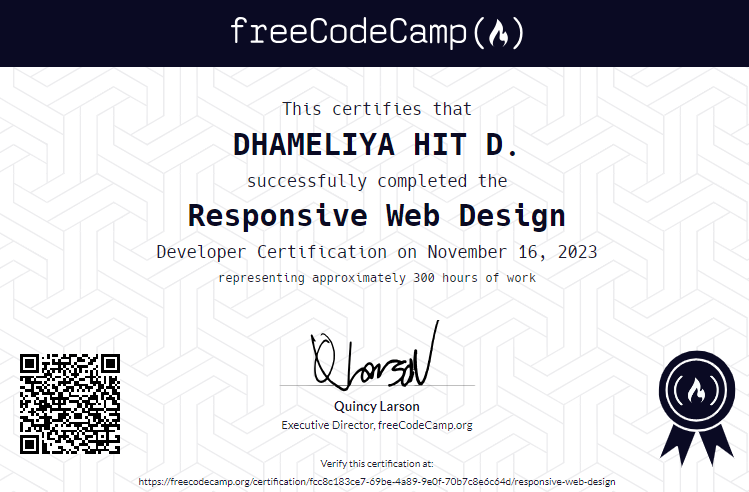 freeCodeCamp
This certifies that
DHAMELIYA HIT D.
successfully completed the
Responsive Web Design
Developer Certification on November 16, 2023
representing approximately 300 hours of work
Q Larson
Quincy Larson
Executive Director, freeCodeCamp.org
Verify this certification at:
https://freecodecamp.org/certification/fcc8c183ce7-69be-4a89-9e0f-70b7c8e6c64d/responsive-web-design